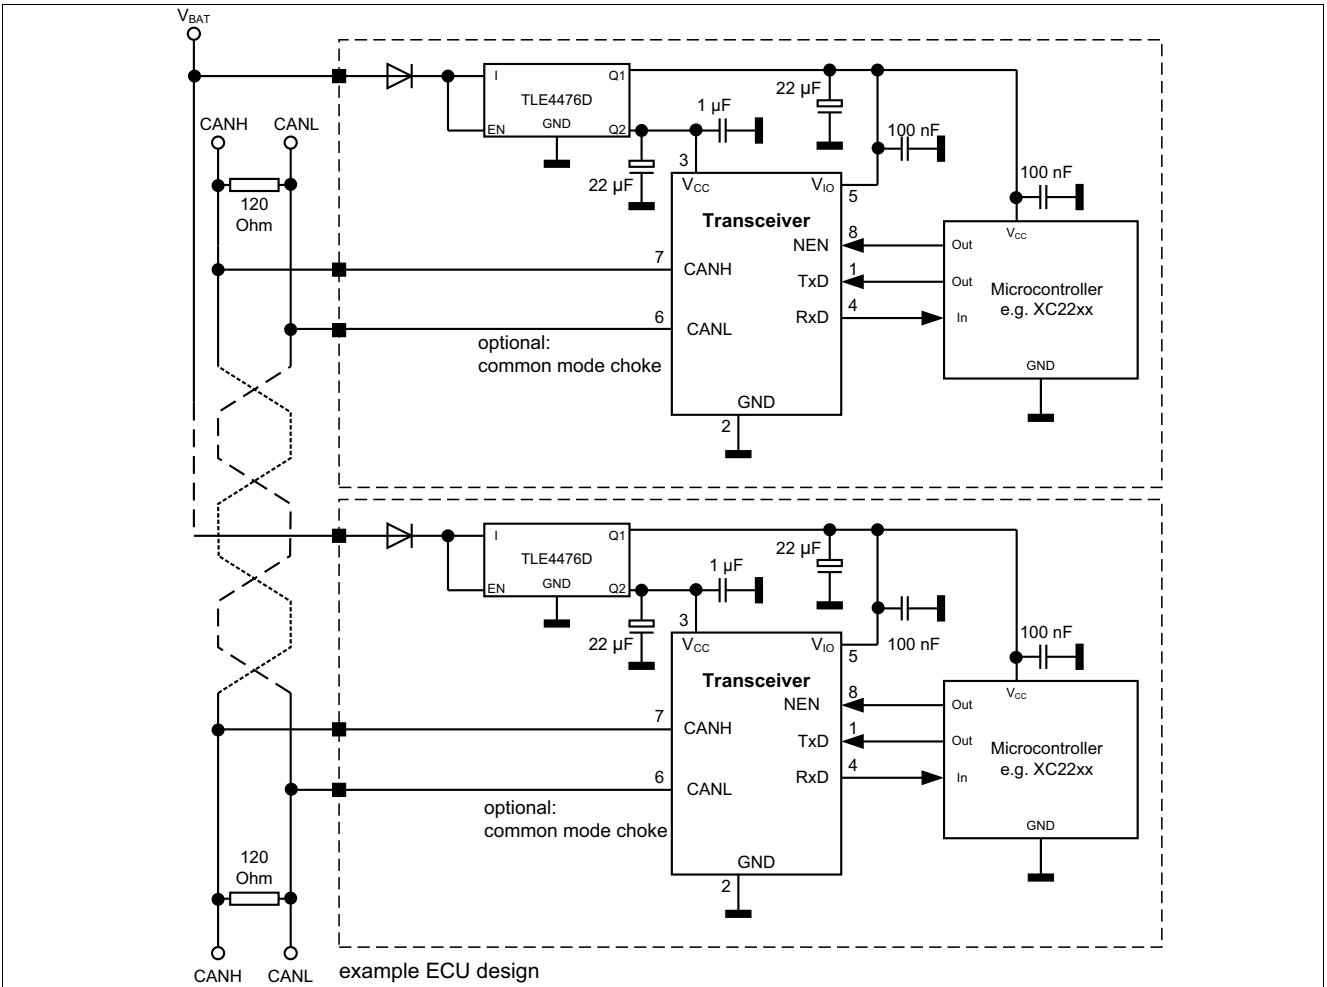 VBAT
CANH CANL
120
Ohm
I
EN
TLE4476D
GND
Q1
Q2
22 µF
1 µF
22 µF
100 nF
100 nF
3
VCC
VIO
5
Transceiver
NEN
8
TxD
1
RxD
4
7
CANH
6
CANL
optional:
common mode choke
GND
2
VCC
Out
Out
In
Microcontroller
e.g. XC22xx
GND
I
EN
TLE4476D
GND
Q1
Q2
22 µF
1 µF
22 µF
100 nF
100 nF
3
VCC
VIO
5
Transceiver
NEN
8
TxD
1
RxD
4
7
CANH
6
CANL
optional:
common mode choke
GND
2
VCC
Out
Out
In
Microcontroller
e.g. XC22xx
GND
120
Ohm
CANH CANL
example ECU design